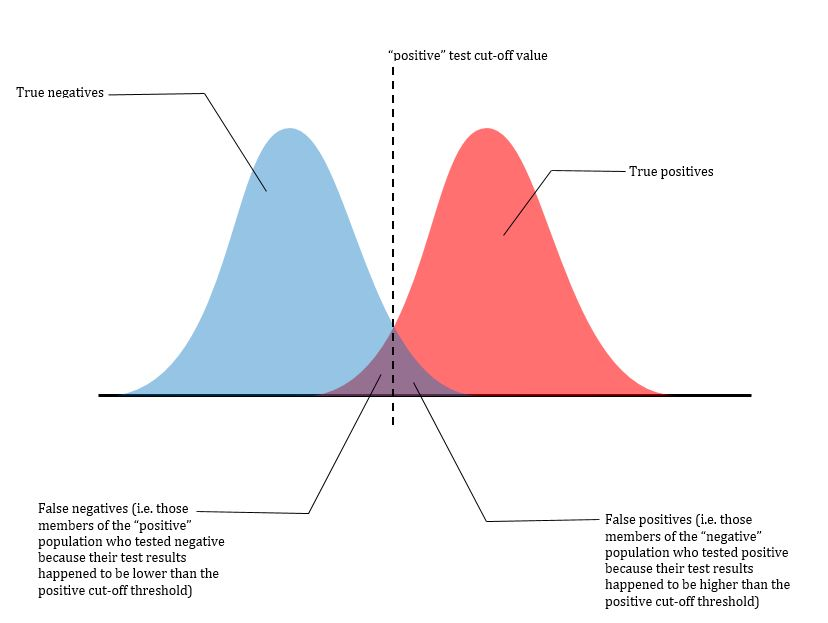 “positive” test cut-off value
True negatives
True positives
False negatives (i.e. those
members of the “positive”
population who tested negative
because their test results
happened to be lower than the
positive cut-off threshold)
False positives (i.e. those
members of the “negative”
population who tested positive
because their test results
happened to be higher than the
positive cut-off threshold)